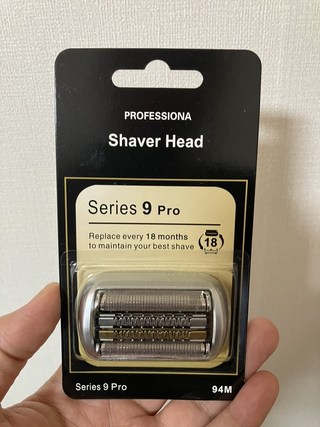 PROFESSIONA
Shaver Head
Series 9 Pro
Replace every 18 months
to maintain your best shave
18
Series 9 Pro
94M